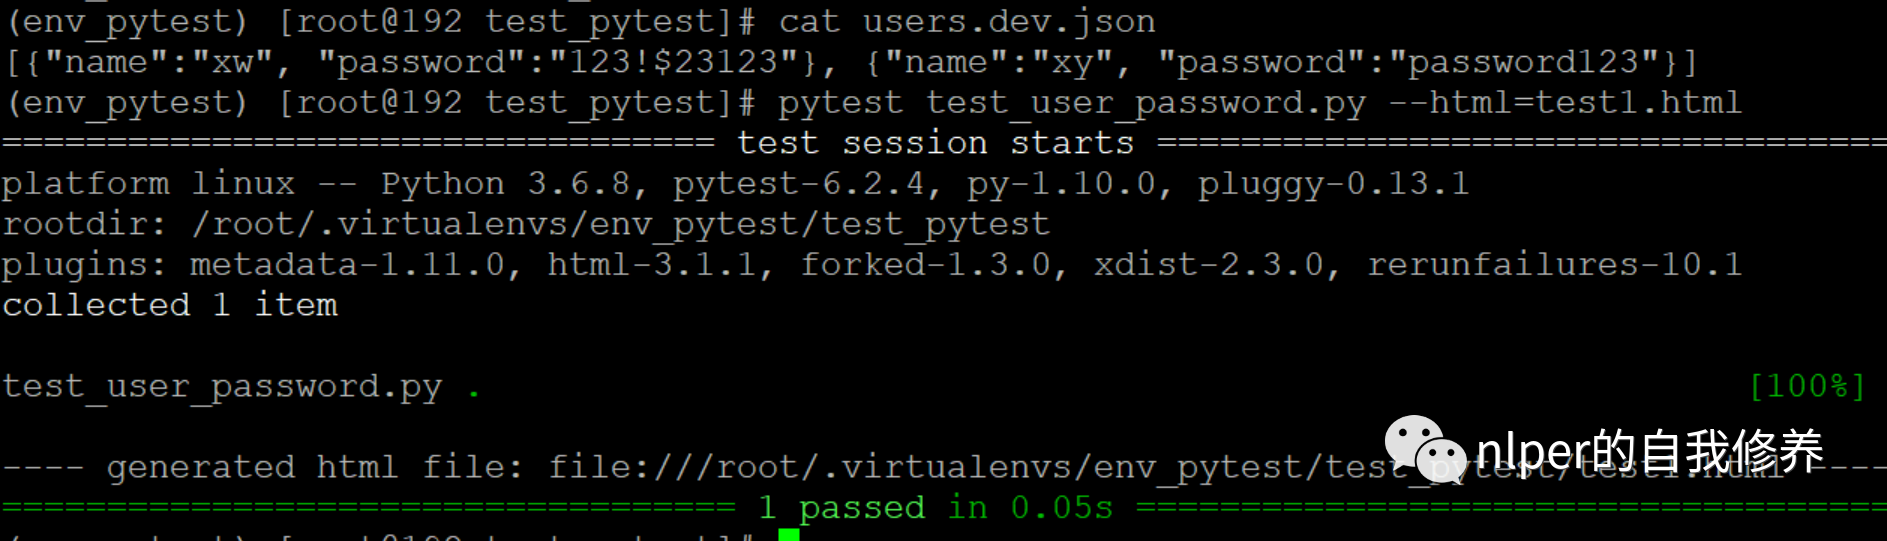 (env_pytest) [root@192 test_pytest]# cat users.dev.json
[{"name":"xw", "password":"123!$23123"}, {"name":"xy", "password":"password123"}]
(env_pytest) [root@192 test_pytest]# pytest test_user_password.py --html=test1.html
================================== test session starts ===================================
platform linux -- Python 3.6.8, pytest-6.2.4, py-1.10.0, pluggy-0.13.1
rootdir: /root/.virtualenvs/env_pytest/test_pytest
plugins: metadata-1.11.0, html-3.1.1, forked-1.3.0, xdist-2.3.0, rerunfailures-10.1
collected 1 item
test_user_password.py . [100%]
nlper的自我修养
---- generated html file: file:///root/.virtualenvs/env_pytest/test_pytest/test1.html ----
=================================== 1 passed in 0.05s ====================================